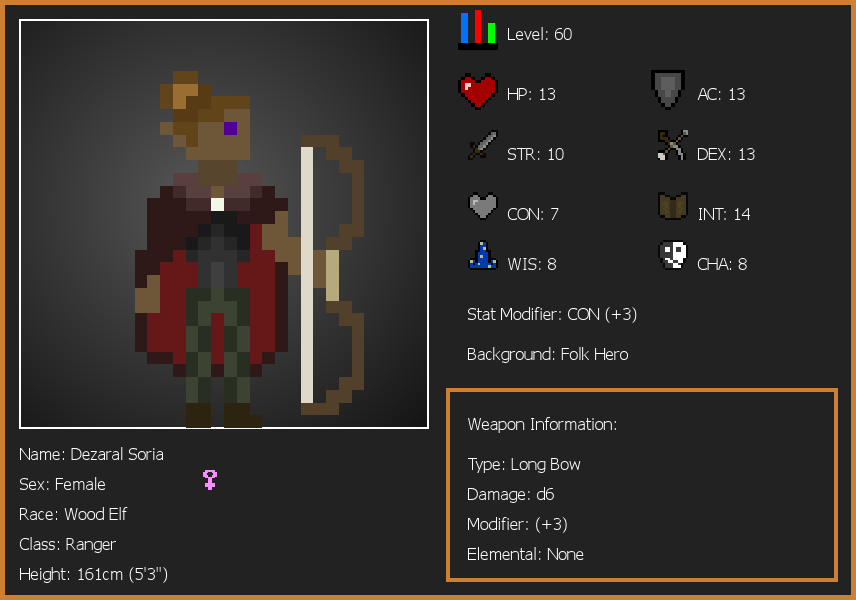 Level: 60
HP: 13
AC: 13
STR: 10
DEX: 13
CON: 7
INT: 14
WIS: 8
CHA: 8
Stat Modifier: CON (+3)
Background: Folk Hero
Weapon Information:
Type: Long Bow
Damage: d6
Modifier: (+3)
Elemental: None
Name: Dezaral Soria
Sex: Female
Race: Wood Elf
Class: Ranger
Height: 161cm (5'3")